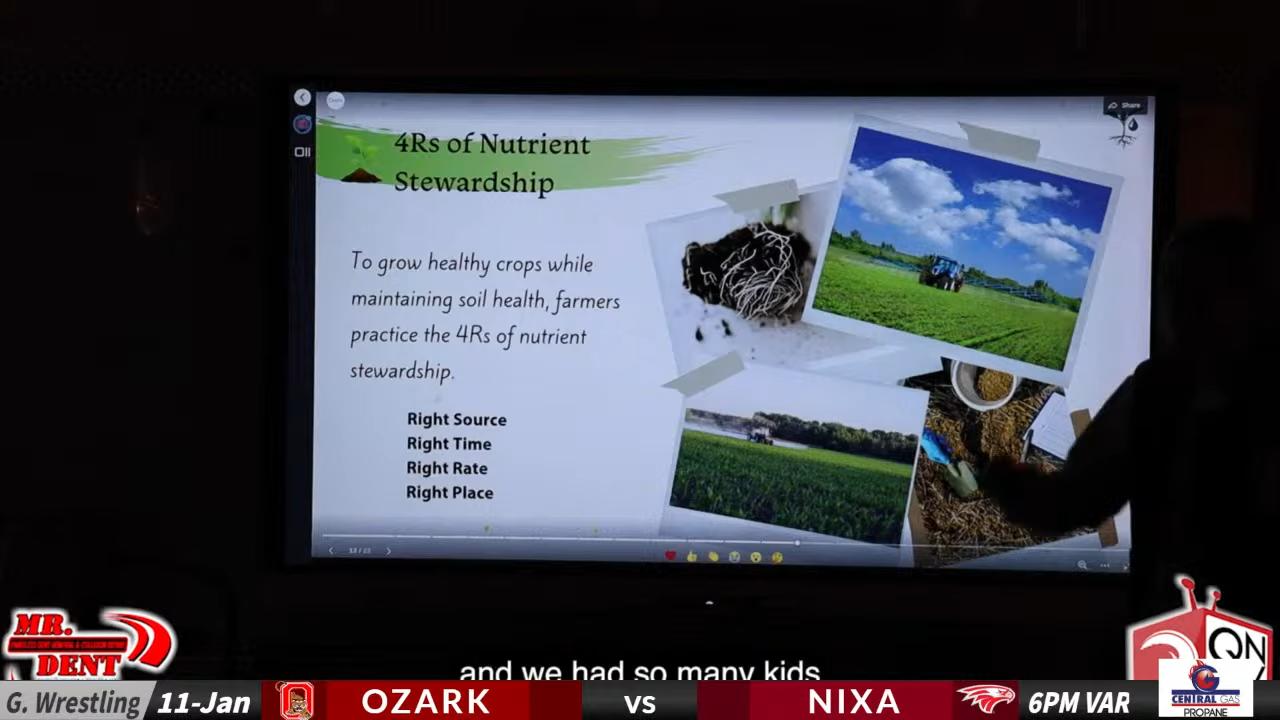 Share
4Rs of Nutrient
Stewardship
To grow healthy crops while
maintaining soil health, farmers
practice the 4Rs of nutrient
stewardship.
Right Source
Right Time
Right Rate
Right Place
and we had so many kids
MR.
DENT
ON
G. Wrestling 11-Jan OZARK vs NIXA 6PM VAR
CENTRAL GAS
PROPANE